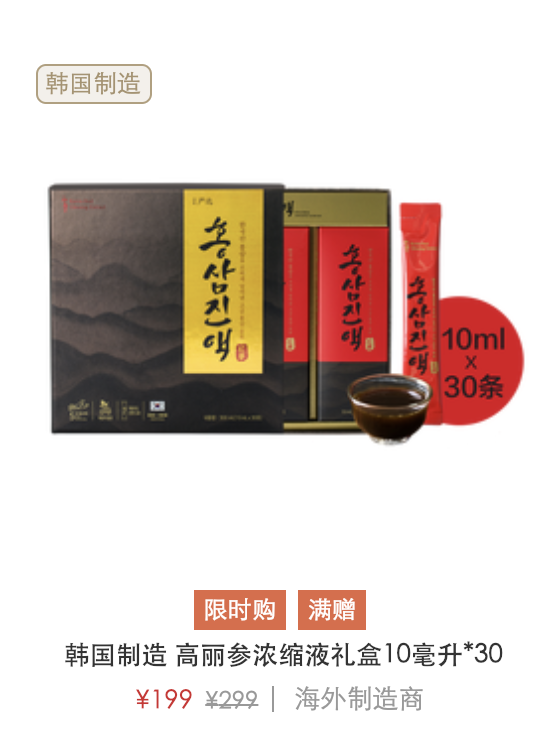 韩国制造
홍삼진액
홍삼진액
홍삼진액
10ml
x
30条
限时购 满赠
韩国制造 高丽参浓缩液礼盒10毫升*30
¥199 ¥299 | 海外制造商